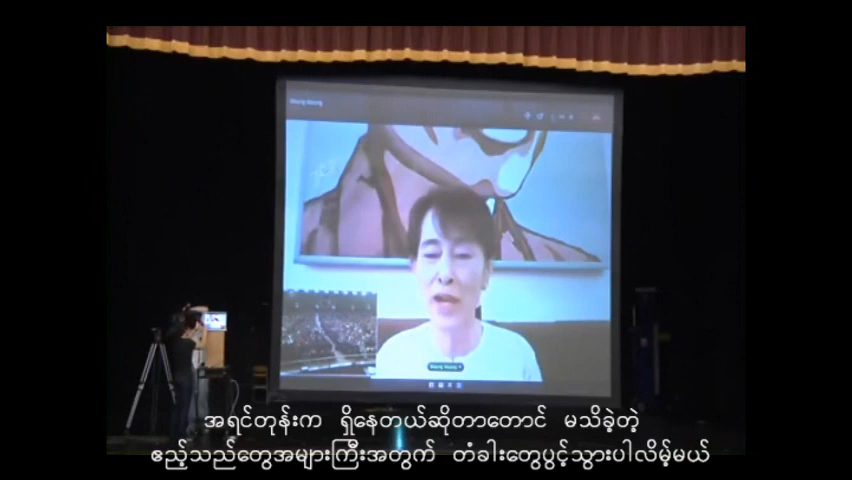 အရင်တုန်းက ရှိနေတယ်ဆိုတာတောင် မသိခဲ့တဲ့
ဧည့်သည်တွေအများကြီးအတွက် တံခါးတွေပွင့်သွားပါလိမ့်မယ်